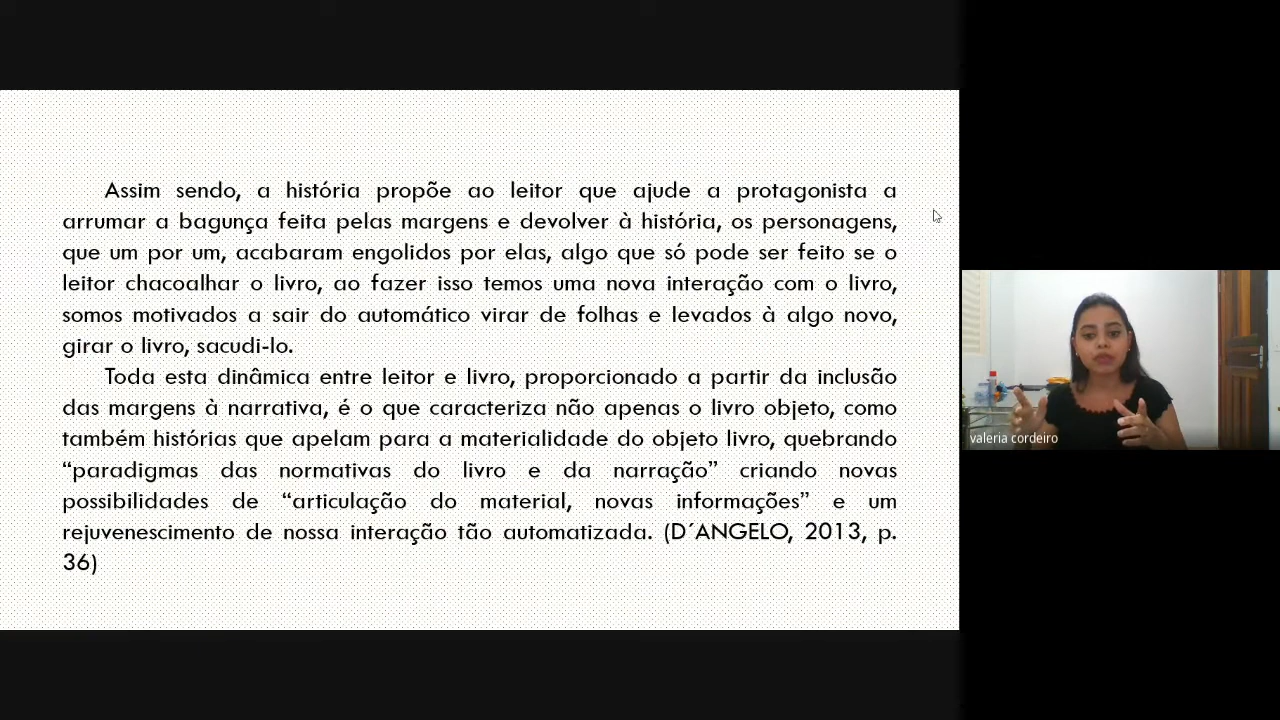 Assim sendo, a história propõe ao leitor que ajude a protagonista a
arrumar a bagunça feita pelas margens e devolver à história, os personagens,
que um por um, acabaram engolidos por elas, algo que só pode ser feito se o
leitor chacoalhar o livro, ao fazer isso temos uma nova interação com o livro,
somos motivados a sair do automático virar de folhas e levados à algo novo,
girar o livro, sacudi-lo.
Toda esta dinâmica entre leitor e livro, proporcionado a partir da inclusão
das margens à narrativa, é o que caracteriza não apenas o livro objeto, como
também histórias que apelam para a materialidade do objeto livro, quebrando
“paradigmas das normativas do livro e da narração” criando novas
possibilidades de “articulação do material, novas informações” e um
rejuvenescimento de nossa interação tão automatizada. (D´ANGELO, 2013, p.
36)
valeria cordeiro